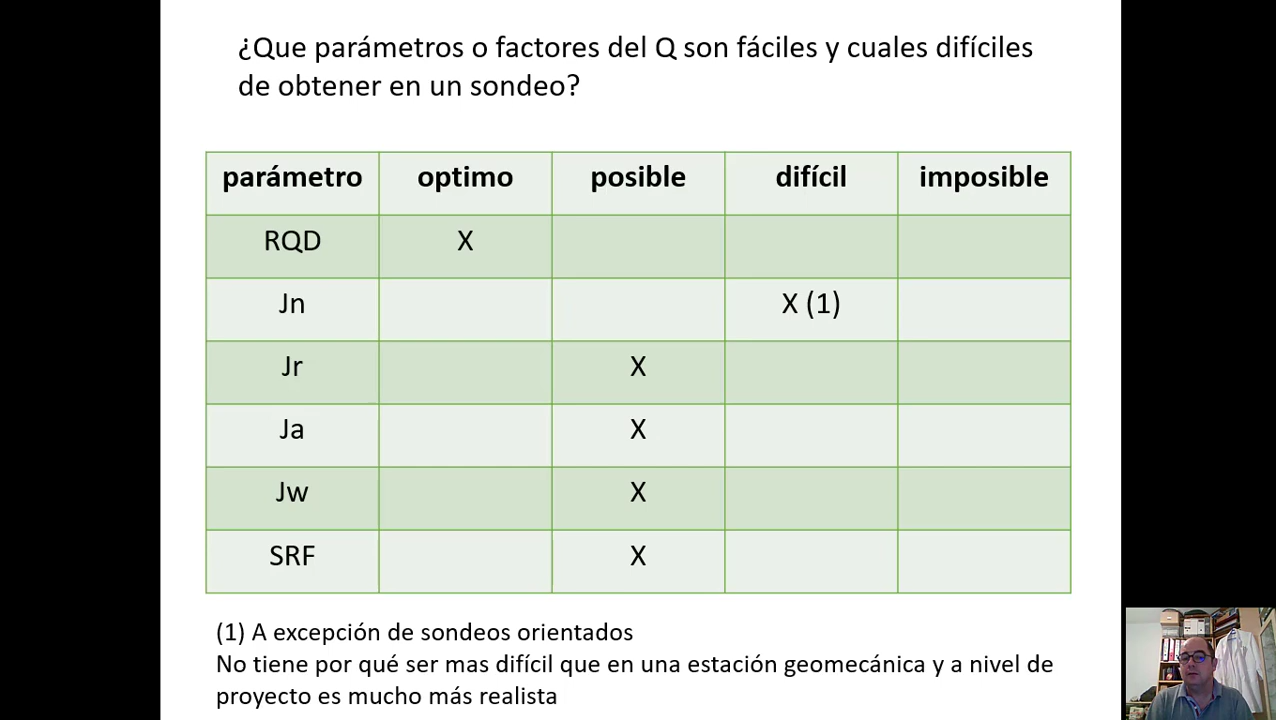 ¿Que parámetros o factores del Q son fáciles y cuales difíciles
de obtener en un sondeo?
parámetro optimo posible difícil imposible
RQD X
Jn X (1)
Jr X
Ja X
Jw X
SRF X
(1) A excepción de sondeos orientados
No tiene por qué ser mas difícil que en una estación geomecánica y a nivel de
proyecto es mucho más realista